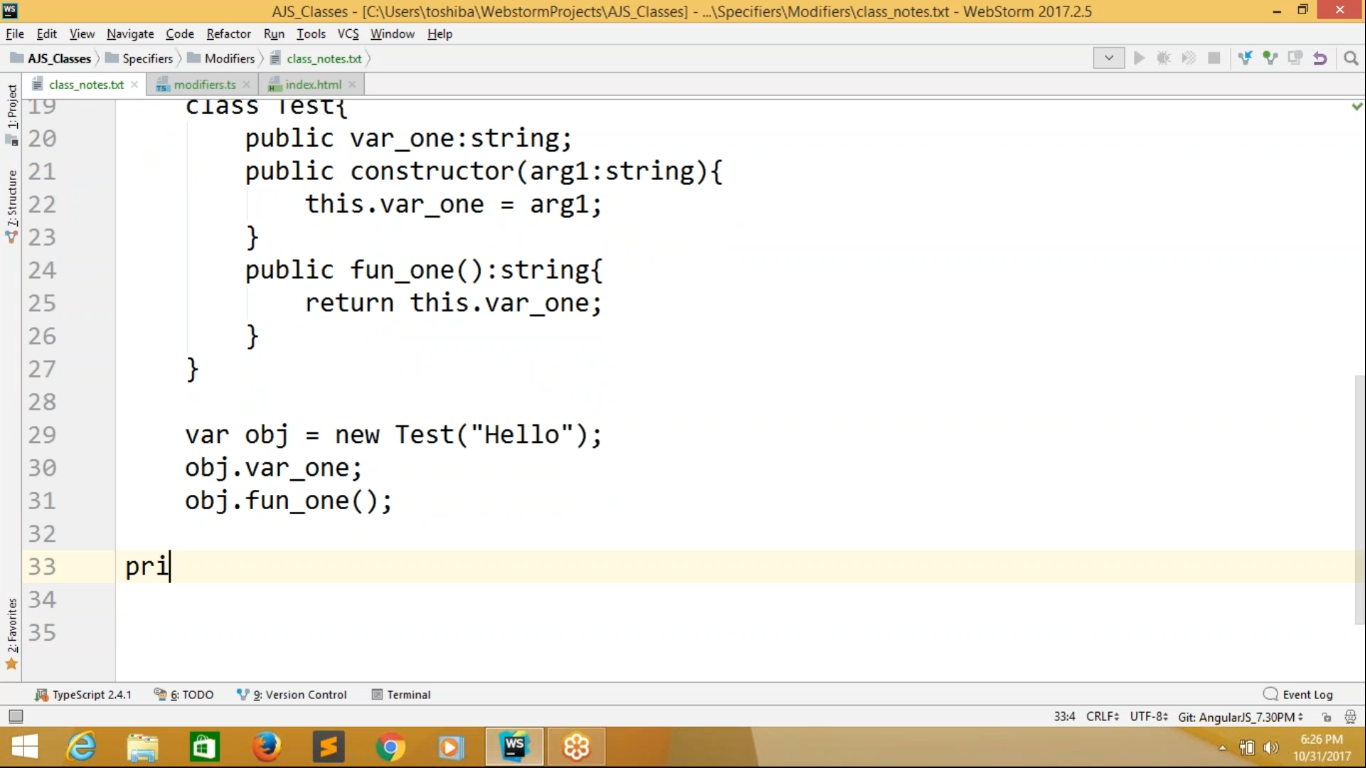 AJS_Classes - [C:\Users\toshiba\WebstormProjects\AJS_Classes] - ...\Specifiers\Modifiers\class_notes.txt - WebStorm 2017.2.5
File Edit View Navigate Code Refactor Run Tools VCS Window Help
AJS_Classes Specifiers Modifiers class_notes.txt
class_notes.txt modifiers.ts index.html
1: Project
7: Structure
2: Favorites
19 class Test{
20 public var_one:string;
21 public constructor(arg1:string){
22 this.var_one = arg1;
23 }
24 public fun_one():string{
25 return this.var_one;
26 }
27 }
28
29 var obj = new Test("Hello");
30 obj.var_one;
31 obj.fun_one();
32
33 pri
34
35
TypeScript 2.4.1 6: TODO 9: Version Control Terminal Event Log
33:4 CRLF UTF-8 Git: AngularJS_7.30PM
6:26 PM
10/31/2017